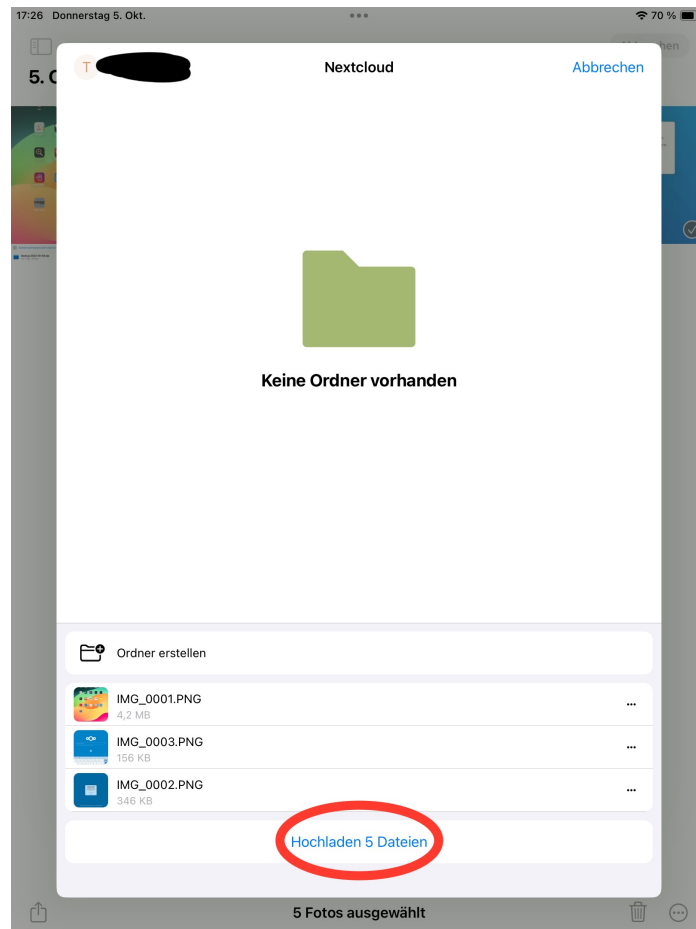 17:26 Donnerstag 5. Okt.
70 %
5. O
T
Nextcloud
Abbrechen
Keine Ordner vorhanden
Ordner erstellen
IMG_0001.PNG
4,2 MB
IMG_0003.PNG
156 KB
IMG_0002.PNG
346 KB
Hochladen 5 Dateien
5 Fotos ausgewählt